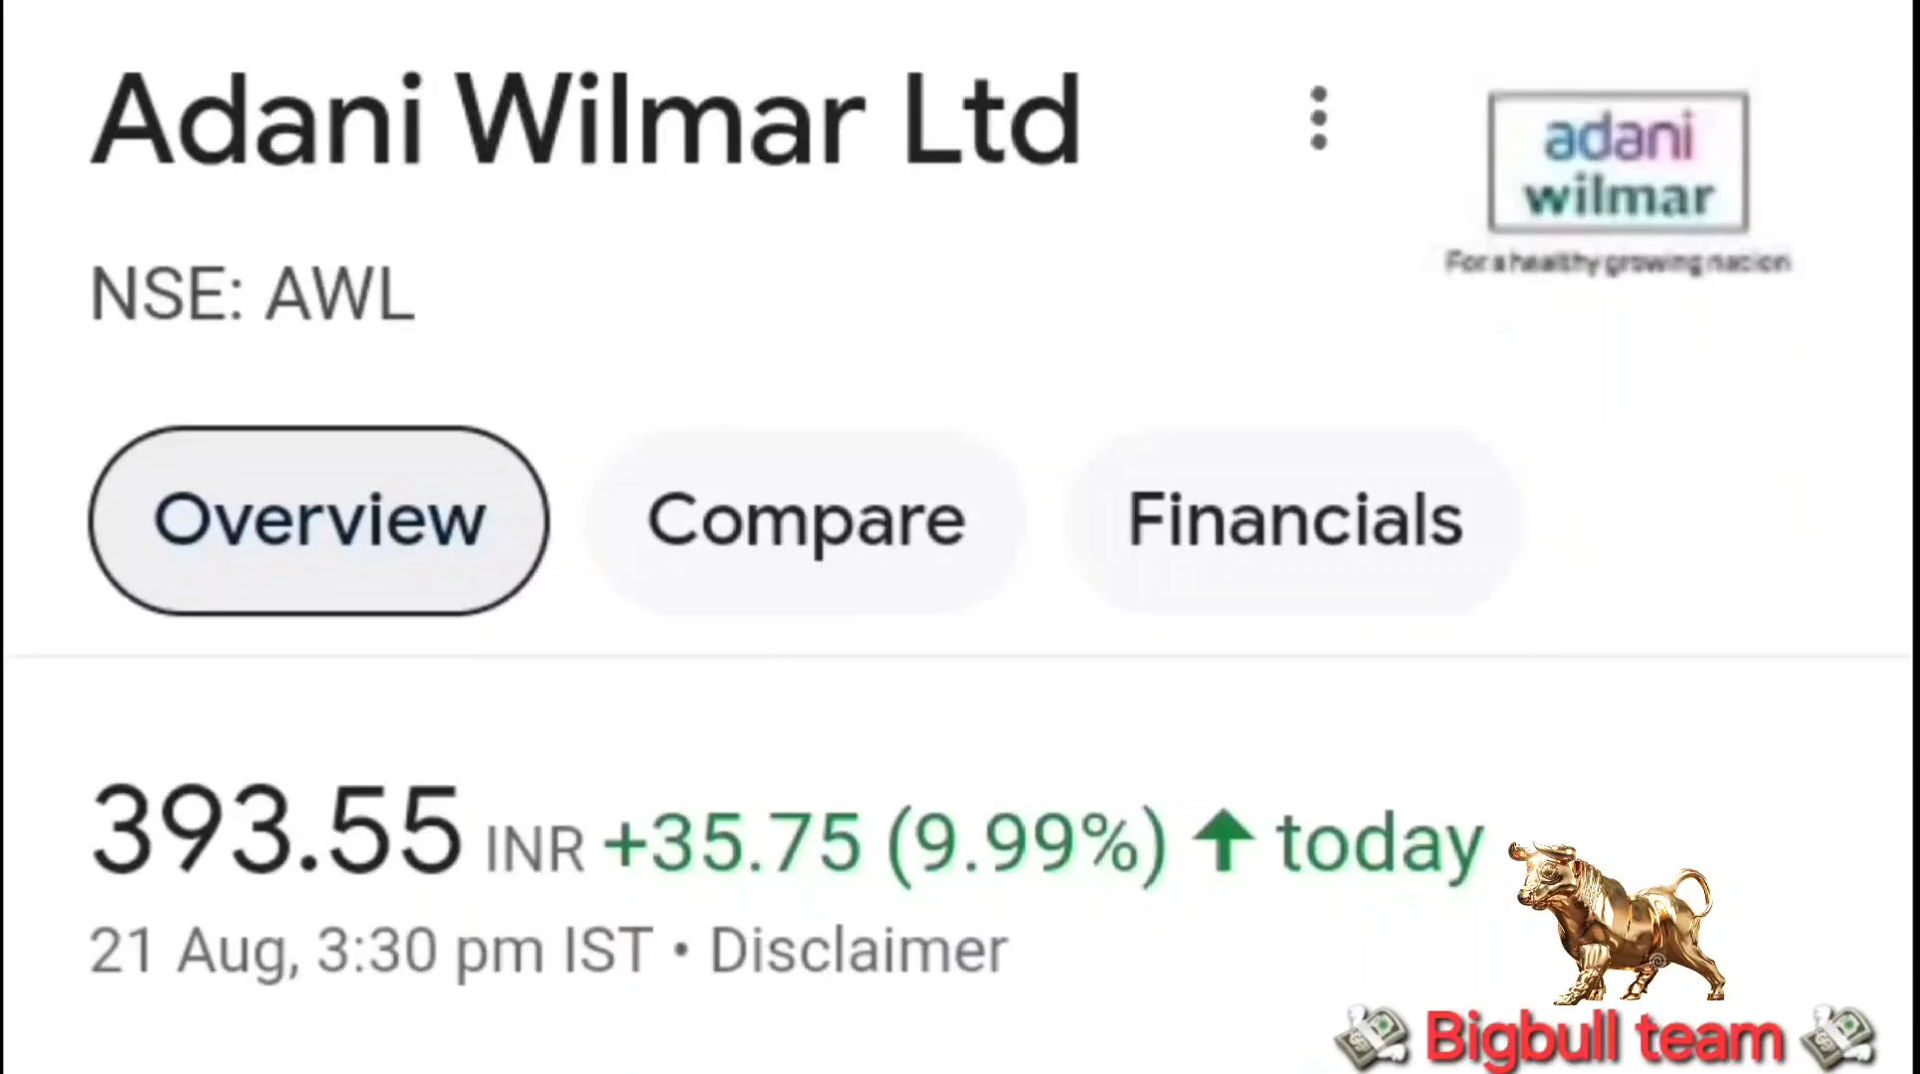 Adani Wilmar Ltd
adani
wilmar
For a healthy growing nation
NSE: AWL
Overview Compare Financials
393.55 INR +35.75 (9.99%) ↑ today
21 Aug, 3:30 pm IST • Disclaimer
Bigbull team